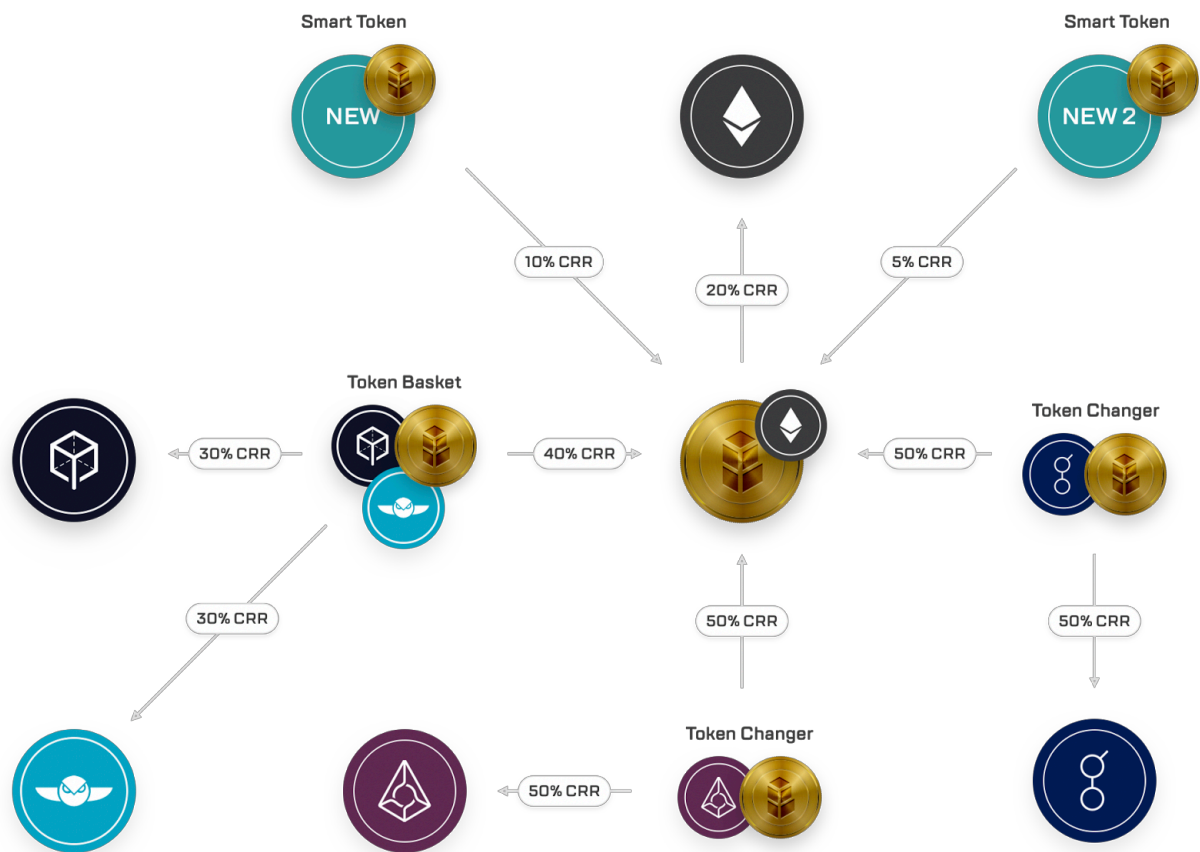 Smart Token
Smart Token
NEW
NEW 2
10% CRR
5% CRR
20% CRR
Token Basket
Token Changer
30% CRR
40% CRR
50% CRR
30% CRR
50% CRR
50% CRR
Token Changer
50% CRR